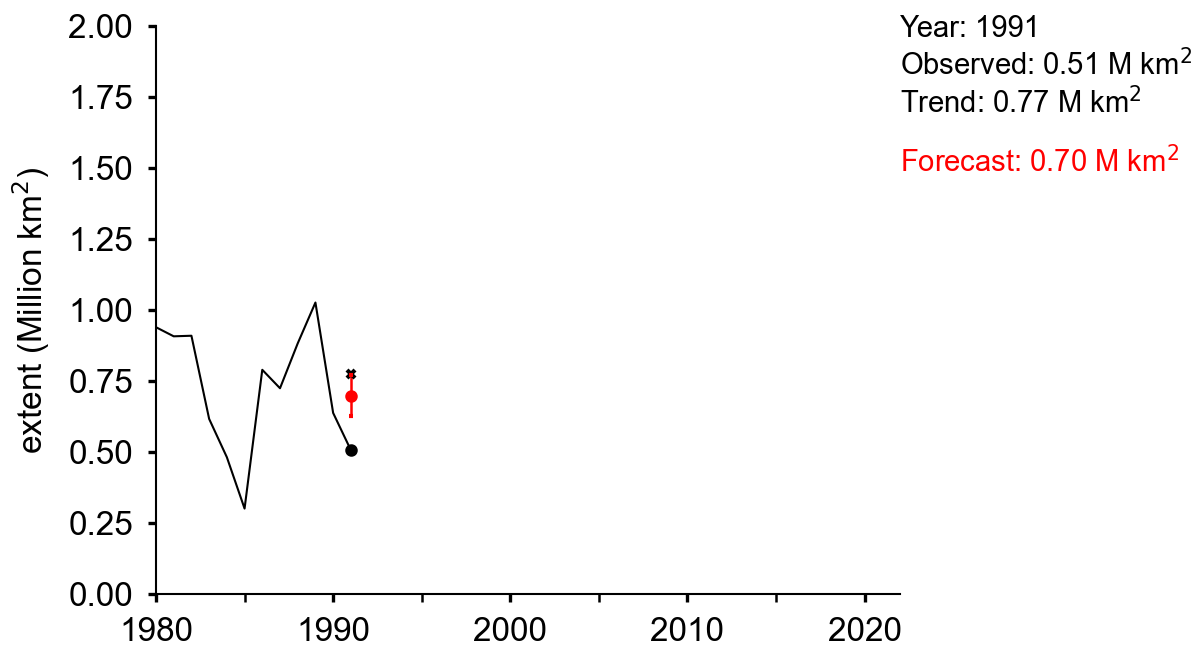 2.00
1.75
1.50
1.25
1.00
0.75
0.50
0.25
0.00
extent (Million km²)
1980 1990 2000 2010 2020
Year: 1991
Observed: 0.51 M km²
Trend: 0.77 M km²
Forecast: 0.70 M km²